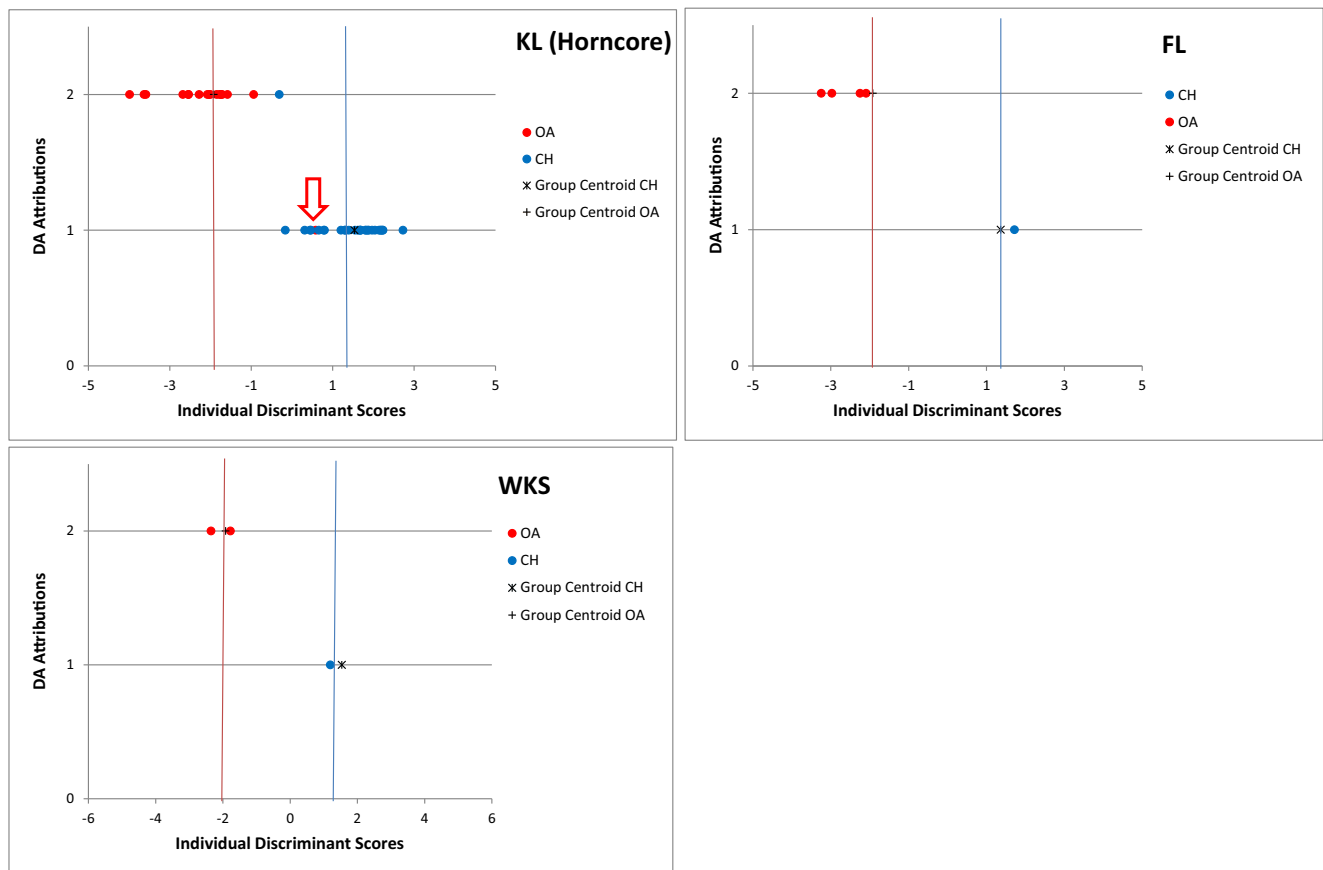 KL (Horncore)
DA Attributions
2
1
0
-5
-3
-1
1
3
5
Individual Discriminant Scores
OA
CH
Group Centroid CH
Group Centroid OA
FL
DA Attributions
2
1
0
-5
-3
-1
1
3
5
Individual Discriminant Scores
CH
OA
Group Centroid CH
Group Centroid OA
WKS
DA Attributions
2
1
0
-6
-4
-2
0
2
4
6
Individual Discriminant Scores
OA
CH
Group Centroid CH
Group Centroid OA